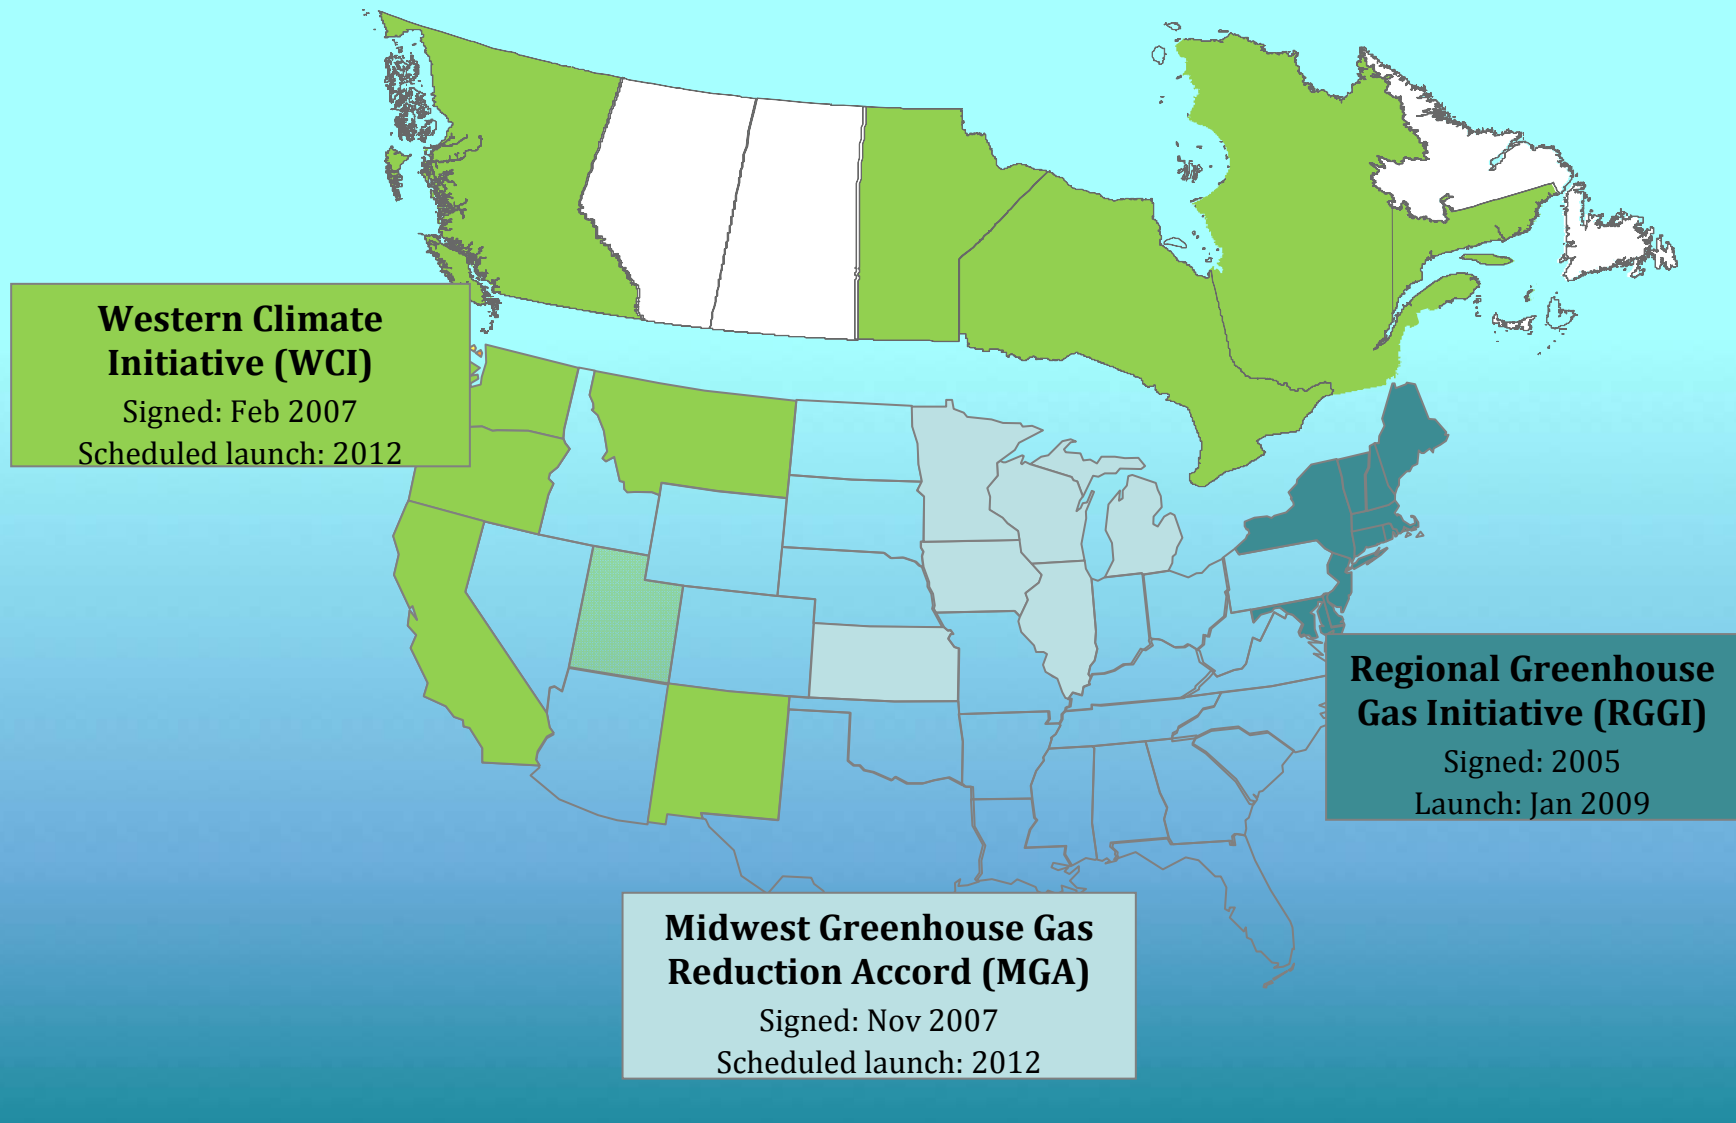 Western Climate
Initiative (WCI)
Signed: Feb 2007
Scheduled launch: 2012
Regional Greenhouse
Gas Initiative (RGGI)
Signed: 2005
Launch: Jan 2009
Midwest Greenhouse Gas
Reduction Accord (MGA)
Signed: Nov 2007
Scheduled launch: 2012